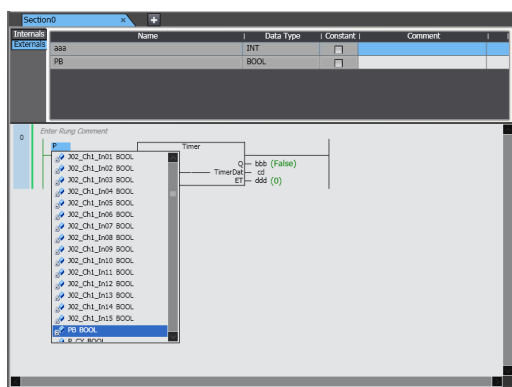 Section0 × +
Internals Name Data Type Constant Comment
Externals aaa INT
PB BOOL
0 Enter Rung Comment
P Timer
Q bbb (False)
TimerDat cd
ET ddd (0)
J02_Ch1_In01 BOOL
J02_Ch1_In02 BOOL
J02_Ch1_In03 BOOL
J02_Ch1_In04 BOOL
J02_Ch1_In05 BOOL
J02_Ch1_In06 BOOL
J02_Ch1_In07 BOOL
J02_Ch1_In08 BOOL
J02_Ch1_In09 BOOL
J02_Ch1_In10 BOOL
J02_Ch1_In11 BOOL
J02_Ch1_In12 BOOL
J02_Ch1_In13 BOOL
J02_Ch1_In14 BOOL
J02_Ch1_In15 BOOL
PB BOOL
P_CY BOOL